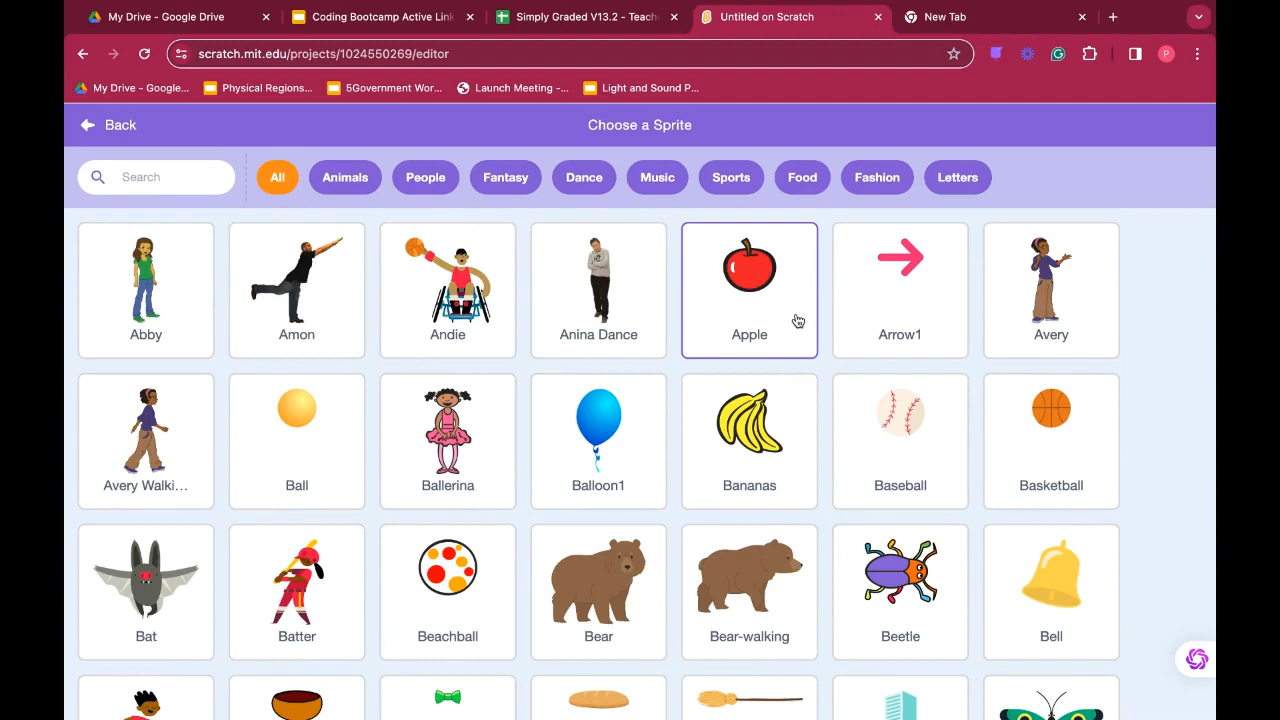 My Drive - Google Drive
Coding Bootcamp Active Link
Simply Graded V13.2 - Teach
Untitled on Scratch
New Tab
scratch.mit.edu/projects/1024550269/editor
P
My Drive - Google...
Physical Regions...
5Government Wor...
Launch Meeting -...
Light and Sound P...
Back
Choose a Sprite
Search
All
Animals
People
Fantasy
Dance
Music
Sports
Food
Fashion
Letters
Abby
Amon
Andie
Anina Dance
Apple
Arrow1
Avery
Avery Walki...
Ball
Ballerina
Balloon1
Bananas
Baseball
Basketball
Bat
Batter
Beachball
Bear
Bear-walking
Beetle
Bell